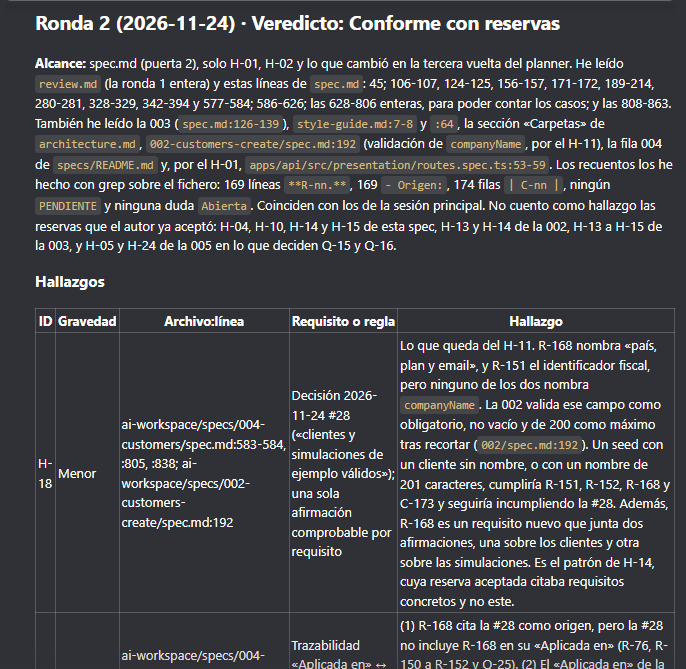 Ronda 2 (2026-11-24) · Veredicto: Conforme con reservas
Alcance: spec.md (puerta 2), solo H-01, H-02 y lo que cambió en la tercera vuelta del planner. He leído
review.md (la ronda 1 entera) y estas líneas de spec.md: 45; 106-107, 124-125, 156-157, 171-172, 189-214,
280-281, 328-329, 342-394 y 577-584; 586-626; las 628-806 enteras, para poder contar los casos; y las 808-863.
También he leído la 003 (spec.md:126-139), style-guide.md:7-8 y :64, la sección «Carpetas» de
architecture.md, 002-customers-create/spec.md:192 (validación de companyName, por el H-11), la fila 004
de specs/README.md y, por el H-01, apps/api/src/presentation/routes.spec.ts:53-59. Los recuentos los he
hecho con grep sobre el fichero: 169 líneas **R-nn.**, 169 - Origen:, 174 filas | C-nn |, ningún
PENDIENTE y ninguna duda Abierta. Coinciden con los de la sesión principal. No cuento como hallazgo las
reservas que el autor ya aceptó: H-04, H-10, H-14 y H-15 de esta spec, H-13 y H-14 de la 002, H-13 a H-15 de
la 003, y H-05 y H-24 de la 005 en lo que deciden Q-15 y Q-16.
Hallazgos
ID Gravedad Archivo:línea Requisito o regla Hallazgo
H-
18
Menor
ai-workspace/specs/004-
customers/spec.md:583-584,
:805, :838; ai-
workspace/specs/002-
customers-
create/spec.md:192
Decisión 2026-
11-24 #28
(«clientes y
simulaciones de
ejemplo válidos»);
una sola
afirmación
comprobable por
requisito
Lo que queda del H-11. R-168 nombra «país,
plan y email», y R-151 el identificador fiscal,
pero ninguno de los dos nombra
companyName. La 002 valida ese campo como
obligatorio, no vacío y de 200 como máximo
tras recortar (002/spec.md:192). Un seed con
un cliente sin nombre, o con un nombre de
201 caracteres, cumpliría R-151, R-152, R-168 y
C-173 y seguiría incumpliendo la #28. Además,
R-168 es un requisito nuevo que junta dos
afirmaciones, una sobre los clientes y otra
sobre las simulaciones. Es el patrón de H-14,
cuya reserva aceptada citaba requisitos
concretos y no este.
ai-workspace/specs/004-
Trazabilidad
«Aplicada en» ↔
(1) R-168 cita la #28 como origen, pero la #28
no incluye R-168 en su «Aplicada en» (R-76, R-
150 a R-152 y Q-25). (2) El «Aplicada en» de la